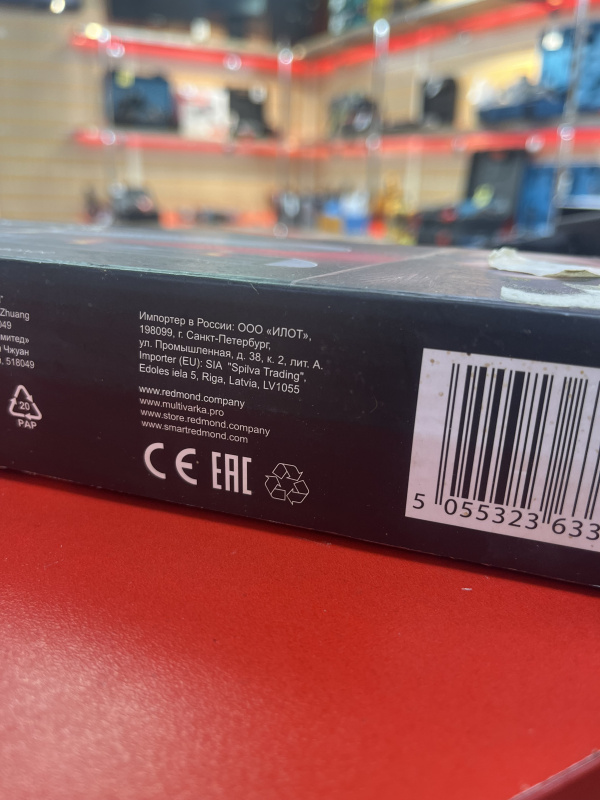 Zhuang
049
митед»
Чжуан
518049
20
PAP
Импортер в России: ООО «ИЛОТ»,
198099, г. Санкт-Петербург,
ул. Промышленная, д. 38, к. 2, лит. А.
Importer (EU): SIA "Spilva Trading",
Edoles iela 5, Riga, Latvia, LV1055
www.redmond.company
www.multivarka.pro
www.store.redmond.company
www.smartredmond.com
CE EAC
5 055323 633